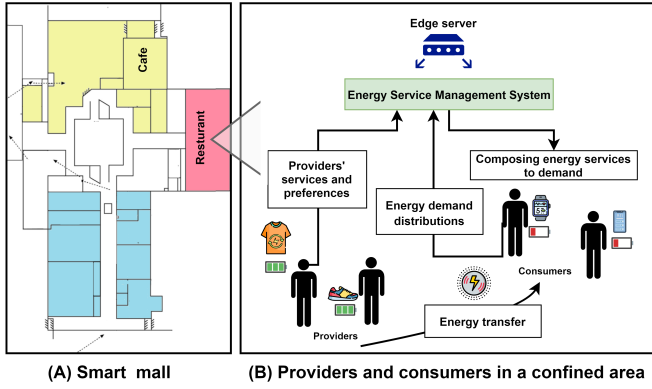 Cafe
Resturant
(A) Smart mall
Edge server
Energy Service Management System
Providers'
services and
preferences
Energy demand
distributions
Composing energy services
to demand
Consumers
Providers
Energy transfer
(B) Providers and consumers in a confined area